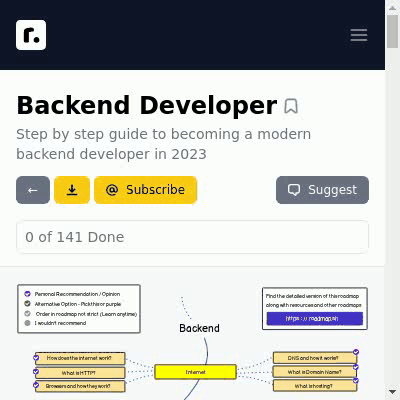 r.
Backend Developer
Step by step guide to becoming a modern
backend developer in 2023
←
Subscribe
Suggest
0 of 141 Done
Personal Recommendation / Opinion
Alternative Option - Pick this or purple
Order in roadmap not strict (Learn anytime)
I wouldn't recommend
Find the detailed version of this roadmap
along with resources and other roadmaps
https://roadmap.sh
Backend
How does the internet work?
What is HTTP?
Browsers and how they work?
Internet
DNS and how it works?
What is Domain Name?
What is hosting?